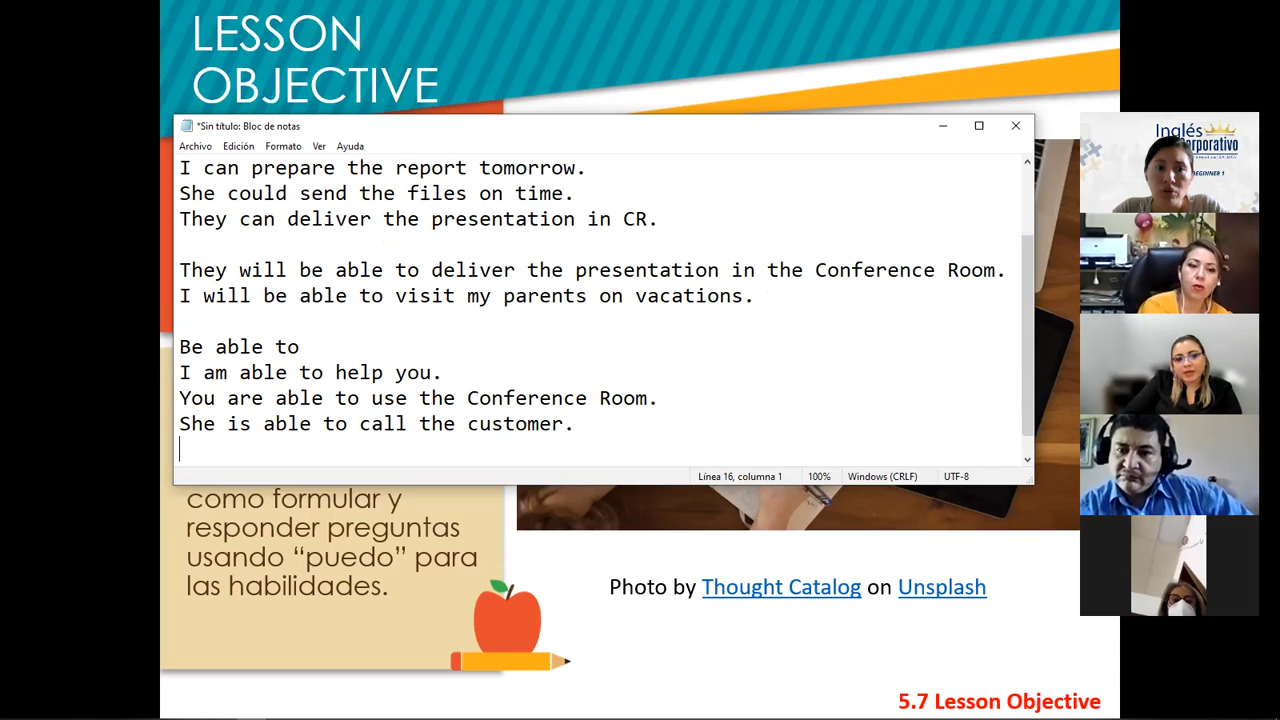 LESSON
OBJECTIVE
*Sin título: Bloc de notas
Archivo Edición Formato Ver Ayuda
I can prepare the report tomorrow.
She could send the files on time.
They can deliver the presentation in CR.
They will be able to deliver the presentation in the Conference Room.
I will be able to visit my parents on vacations.
Be able to
I am able to help you.
You are able to use the Conference Room.
She is able to call the customer.
Línea 16, columna 1 100% Windows (CRLF) UTF-8
como formular y
responder preguntas
usando “puedo” para
las habilidades.
Photo by Thought Catalog on Unsplash
5.7 Lesson Objective
Inglés
orporativo
BEGINNER 1